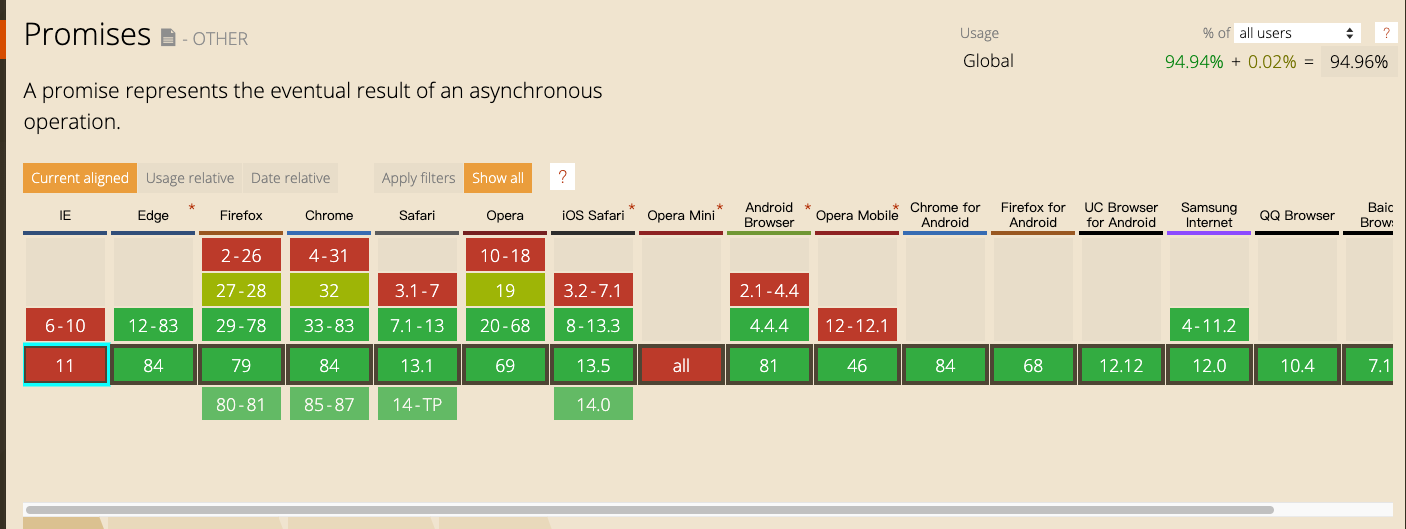 Promises - OTHER
Usage % of all users ?
Global 94.94% + 0.02% = 94.96%
A promise represents the eventual result of an asynchronous
operation.
Current aligned Usage relative Date relative Apply filters Show all ?
IE Edge * Firefox Chrome Safari Opera iOS Safari * Opera Mini * Android Browser * Opera Mobile * Chrome for Android Firefox for Android UC Browser for Android Samsung Internet QQ Browser
2-26 4-31 10-18
27-28 32 3.1-7 19 3.2-7.1 2.1-4.4
6-10 12-83 29-78 33-83 7.1-13 20-68 8-13.3 4.4.4 12-12.1 4-11.2
11 84 79 84 13.1 69 13.5 all 81 46 84 68 12.12 12.0 10.4 7.1
80-81 85-87 14-TP 14.0